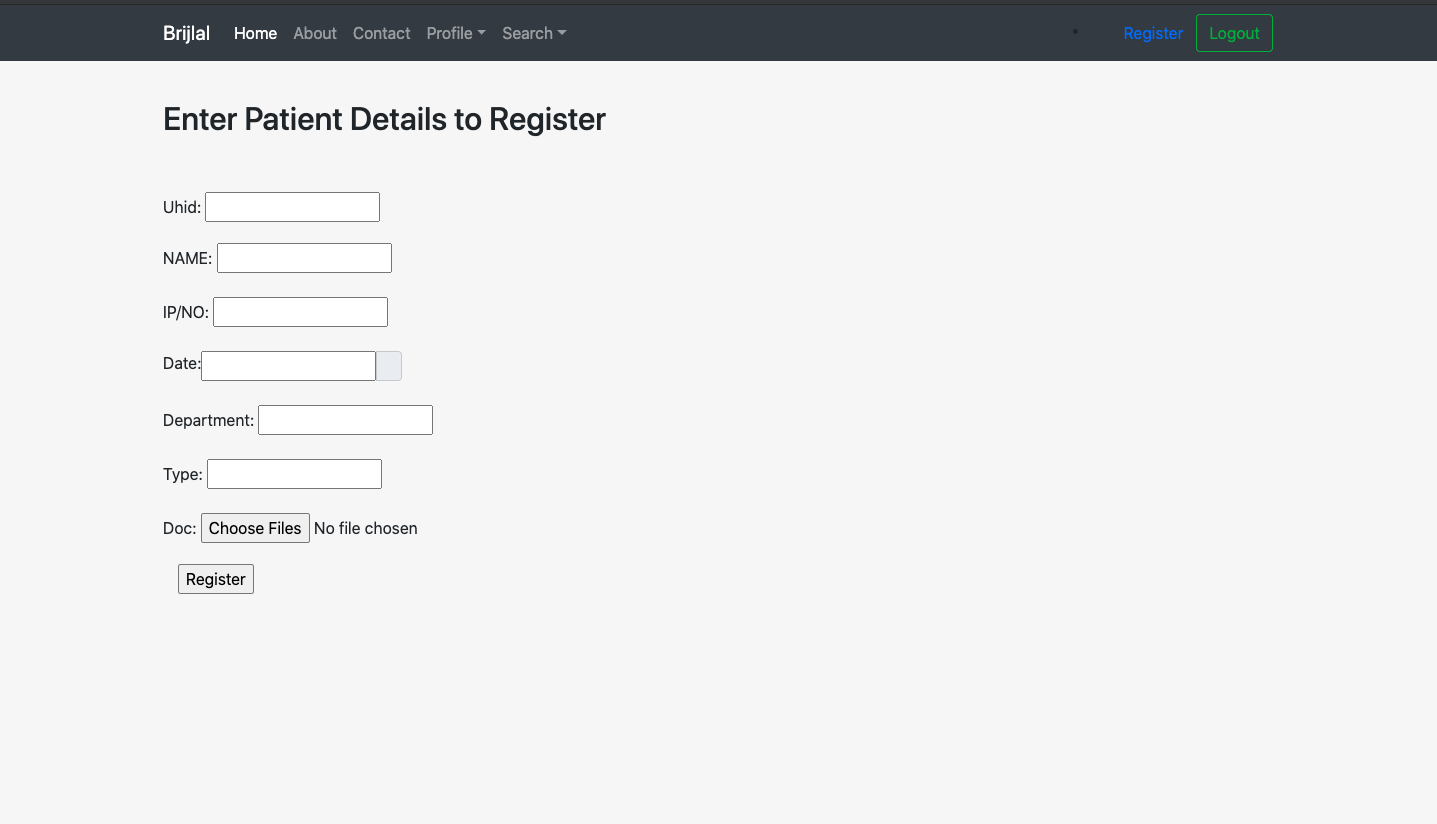 Brijlal Home About Contact Profile Search Register Logout
Enter Patient Details to Register
Uhid:
NAME:
IP/NO:
Date:
Department:
Type:
Doc: Choose Files No file chosen
Register